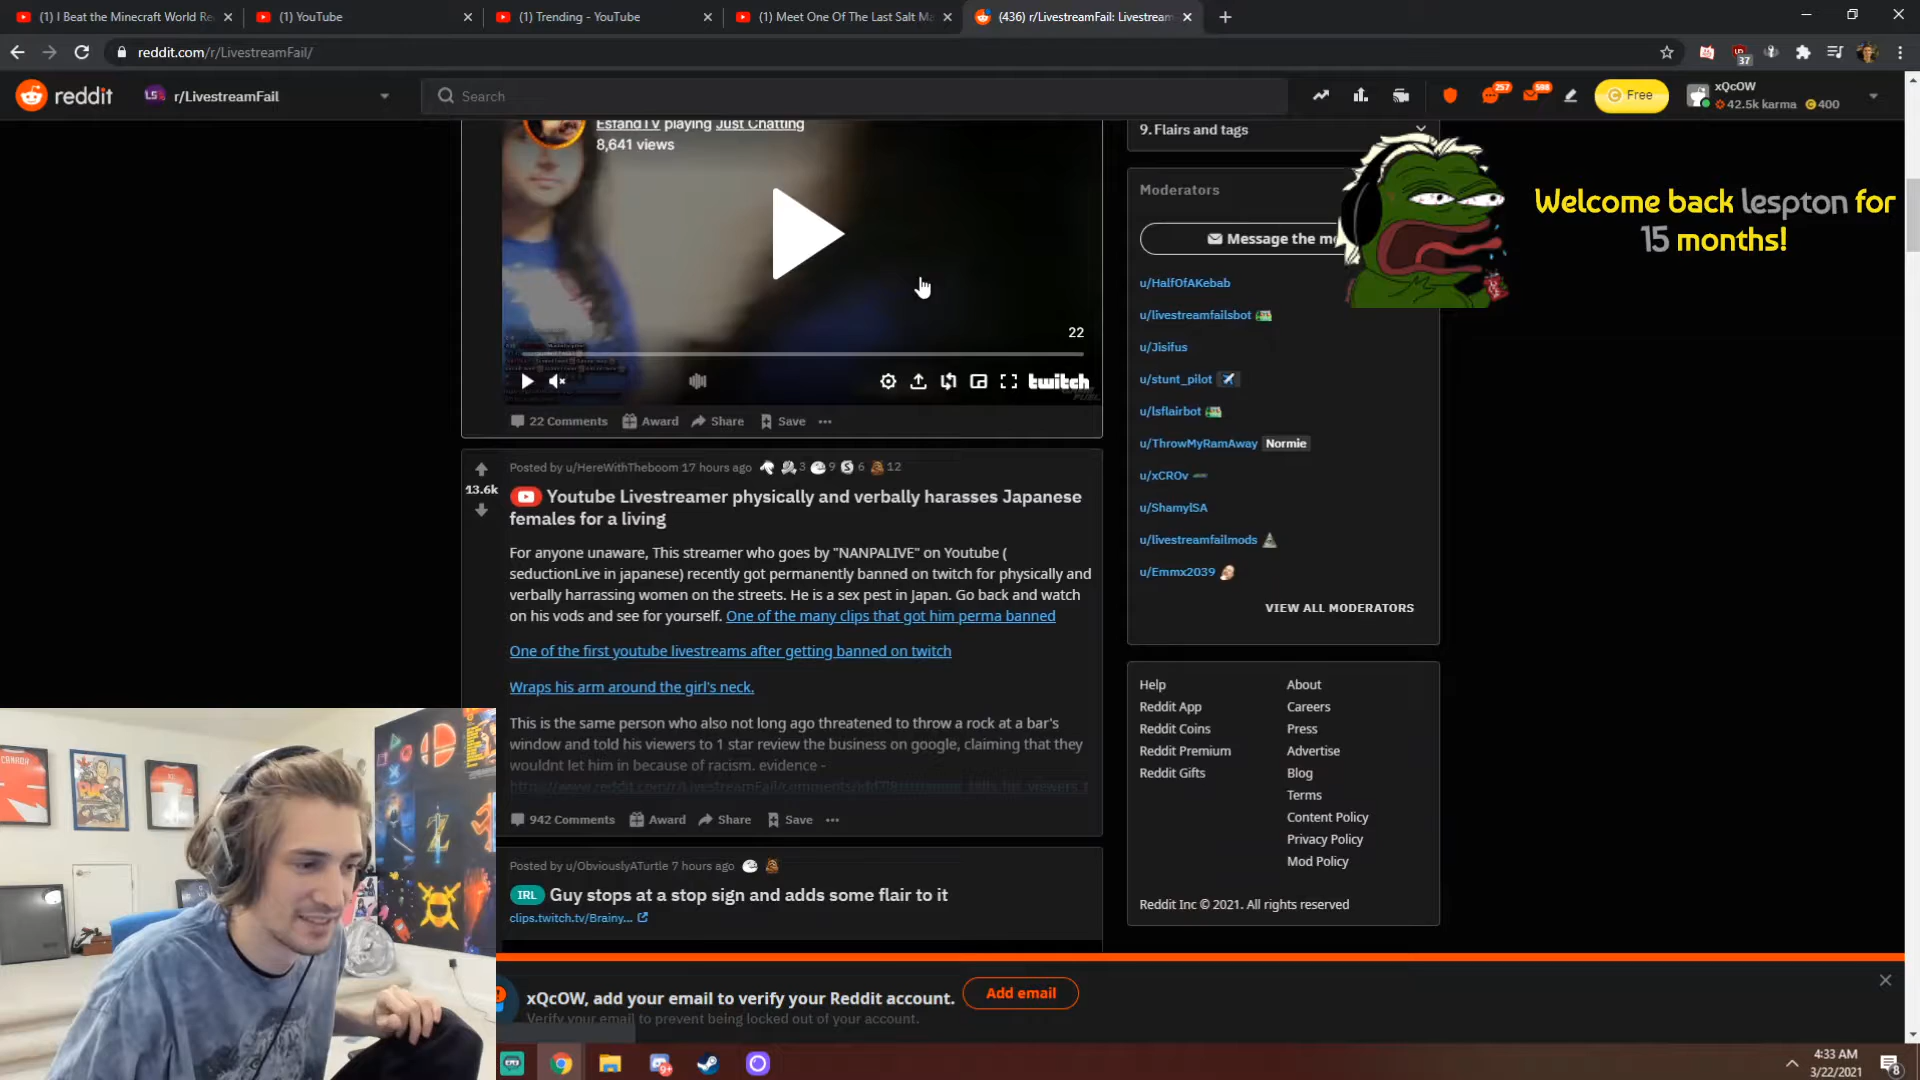 (1) I Beat the Minecraft World Re
(1) YouTube
(1) Trending - YouTube
(1) Meet One Of The Last Salt Ma
(436) r/LivestreamFail: Livestream
reddit.com/r/LivestreamFail/
37
reddit
r/LivestreamFail
Search
257
598
Free
xQcOW
42.5k karma
400
EsfandTV playing Just Chatting
8,641 views
22
twitch
22 Comments
Award
Share
Save
9. Flairs and tags
Moderators
Message the mo
u/HalfOfAKebab
u/livestreamfailsbot
u/Jisifus
u/stunt_pilot
u/lsflairbot
u/ThrowMyRamAway Normie
u/xCROv
u/ShamylSA
u/livestreamfailmods
u/Emmx2039
VIEW ALL MODERATORS
Welcome back lespton for
15 months!
Posted by u/HereWithTheboom 17 hours ago
3
9
6
12
13.6k
Youtube Livestreamer physically and verbally harasses Japanese
females for a living
For anyone unaware, This streamer who goes by "NANPALIVE" on Youtube (
seductionLive in japanese) recently got permanently banned on twitch for physically and
verbally harrassing women on the streets. He is a sex pest in Japan. Go back and watch
on his vods and see for yourself. One of the many clips that got him perma banned
One of the first youtube livestreams after getting banned on twitch
Wraps his arm around the girl's neck.
This is the same person who also not long ago threatened to throw a rock at a bar's
window and told his viewers to 1 star review the business on google, claiming that they
wouldnt let him in because of racism. evidence -
942 Comments
Award
Share
Save
Posted by u/ObviouslyATurtle 7 hours ago
IRL Guy stops at a stop sign and adds some flair to it
clips.twitch.tv/Brainy...
Help
About
Reddit App
Careers
Reddit Coins
Press
Reddit Premium
Advertise
Reddit Gifts
Blog
Terms
Content Policy
Privacy Policy
Mod Policy
Reddit Inc © 2021. All rights reserved
xQcOW, add your email to verify your Reddit account.
Add email
Verify your email to prevent being locked out of your account.
CANADA
9+
4:33 AM
3/22/2021
8